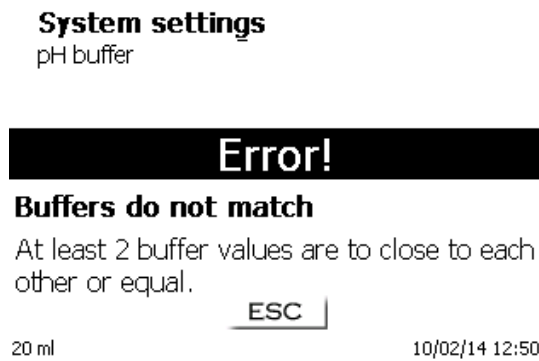 System settings
pH buffer
Error!
Buffers do not match
At least 2 buffer values are to close to each
other or equal.
ESC
20 ml
10/02/14 12:50